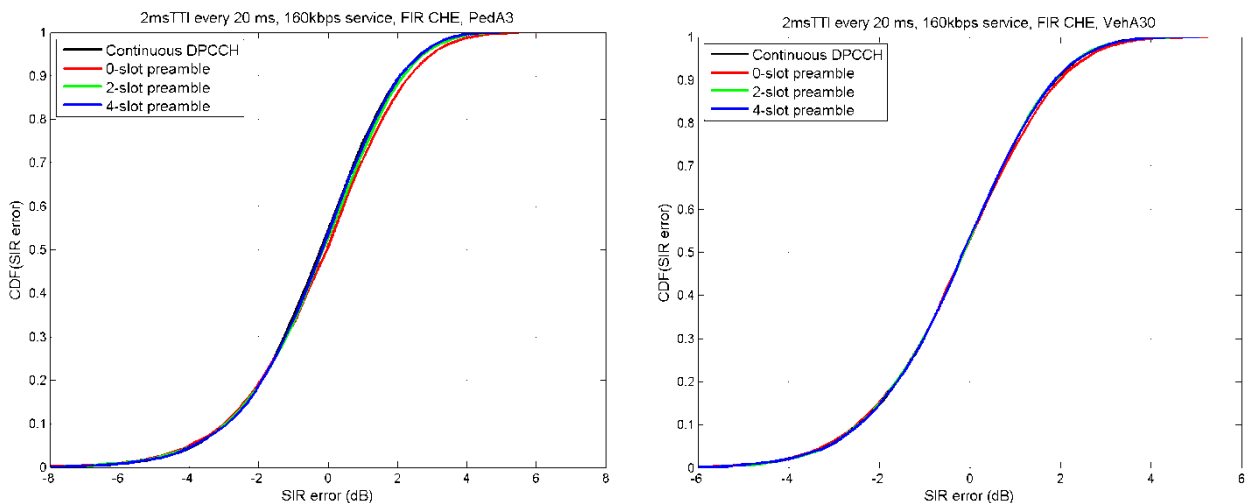 2msTTI every 20 ms, 160kbps service, FIR CHE, PedA3
Continuous DPCCH
0-slot preamble
2-slot preamble
4-slot preamble
CDF(SIR error)
1
0.9
0.8
0.7
0.6
0.5
0.4
0.3
0.2
0.1
0
-8
-6
-4
-2
0
2
4
6
8
SIR error (dB)
2msTTI every 20 ms, 160kbps service, FIR CHE, VehA30
Continuous DPCCH
0-slot preamble
2-slot preamble
4-slot preamble
CDF(SIR error)
1
0.9
0.8
0.7
0.6
0.5
0.4
0.3
0.2
0.1
0
-6
-4
-2
0
2
4
6
SIR error (dB)